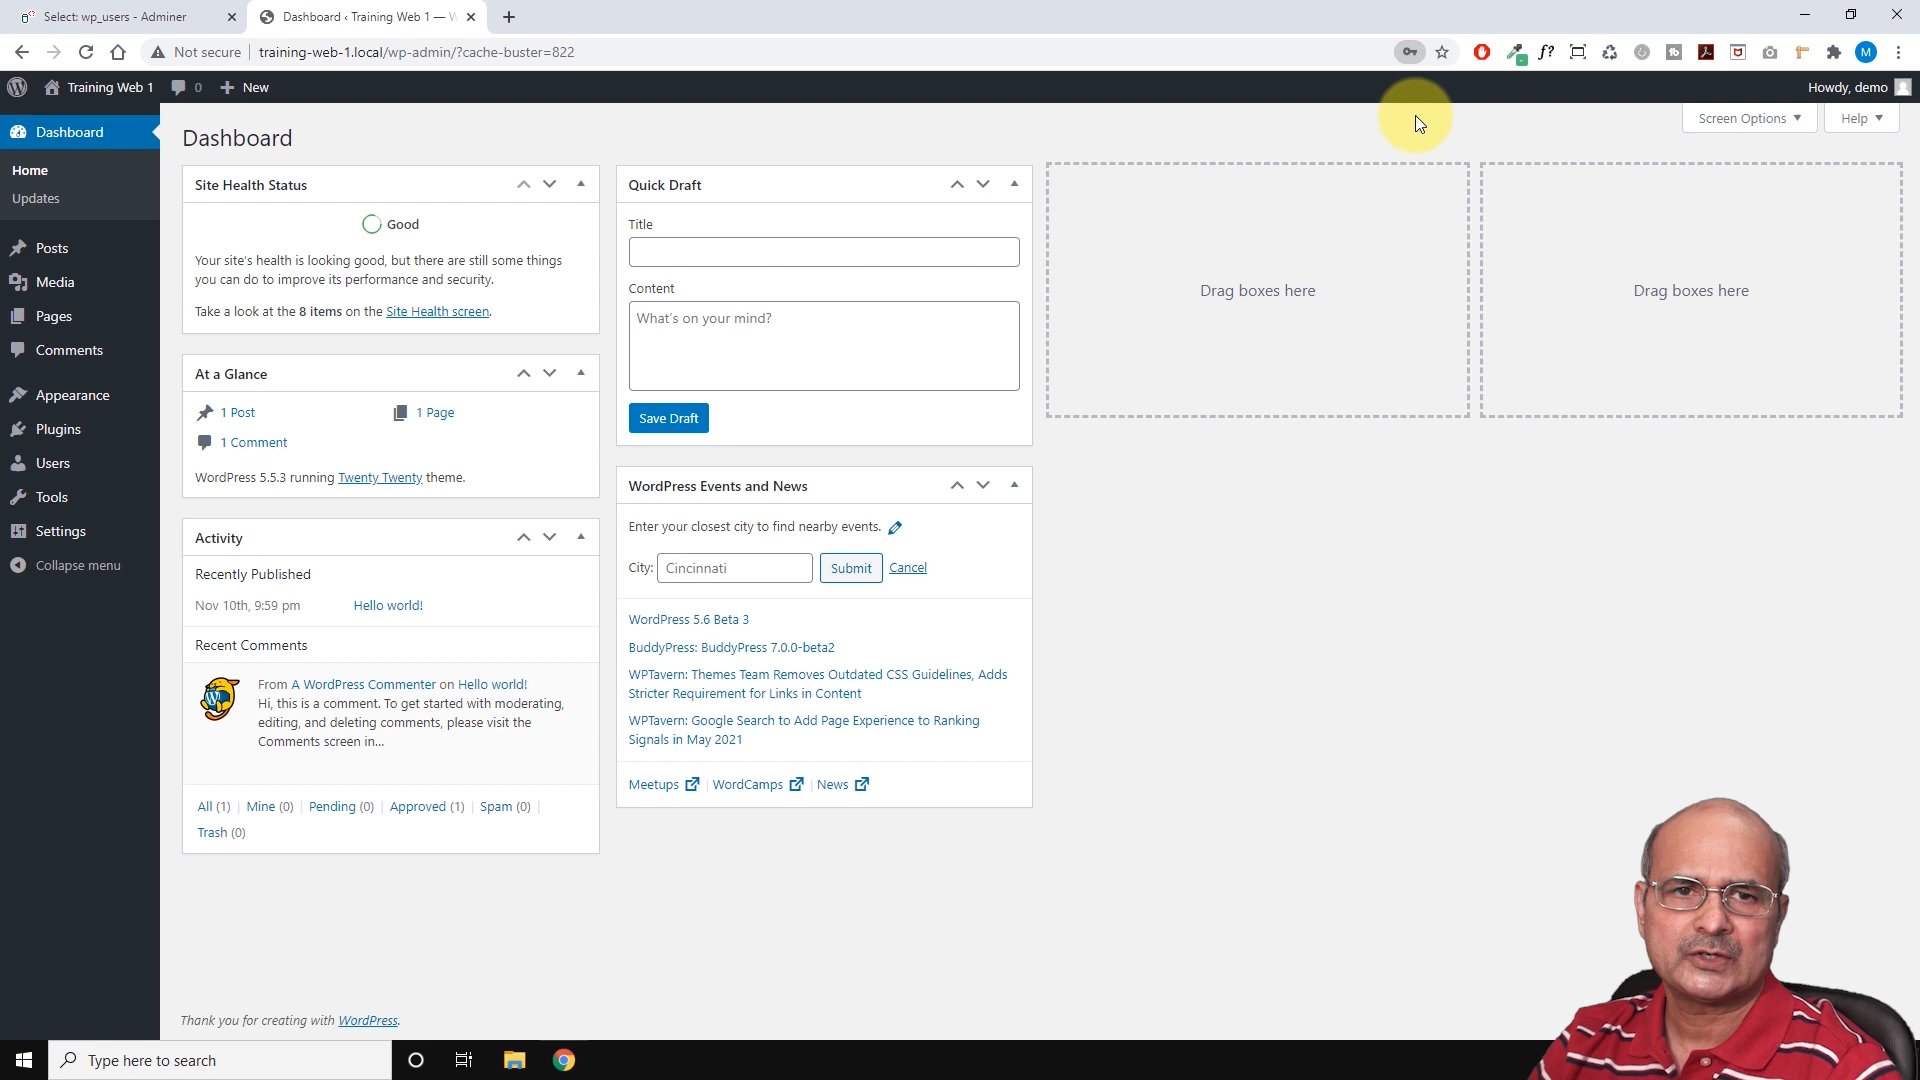 Select: wp_users - Adminer
Dashboard ‹ Training Web 1 —
Not secure
training-web-1.local/wp-admin/?cache-buster=822
M
Training Web 1
0
New
Howdy, demo
Dashboard
Home
Updates
Posts
Media
Pages
Comments
Appearance
Plugins
Users
Tools
Settings
Collapse menu
Screen Options
Help
Dashboard
Site Health Status
Good
Your site's health is looking good, but there are still some things
you can do to improve its performance and security.
Take a look at the 8 items on the Site Health screen.
At a Glance
1 Post
1 Page
1 Comment
WordPress 5.5.3 running Twenty Twenty theme.
Activity
Recently Published
Nov 10th, 9:59 pm
Hello world!
Recent Comments
From A WordPress Commenter on Hello world!
Hi, this is a comment. To get started with moderating,
editing, and deleting comments, please visit the
Comments screen in...
All (1) | Mine (0) | Pending (0) | Approved (1) | Spam (0) |
Trash (0)
Quick Draft
Title
Content
What's on your mind?
Save Draft
WordPress Events and News
Enter your closest city to find nearby events.
City:
Cincinnati
Submit
Cancel
WordPress 5.6 Beta 3
BuddyPress: BuddyPress 7.0.0-beta2
WPTavern: Themes Team Removes Outdated CSS Guidelines, Adds
Stricter Requirement for Links in Content
WPTavern: Google Search to Add Page Experience to Ranking
Signals in May 2021
Meetups | WordCamps | News
Drag boxes here
Drag boxes here
Thank you for creating with WordPress.
Type here to search